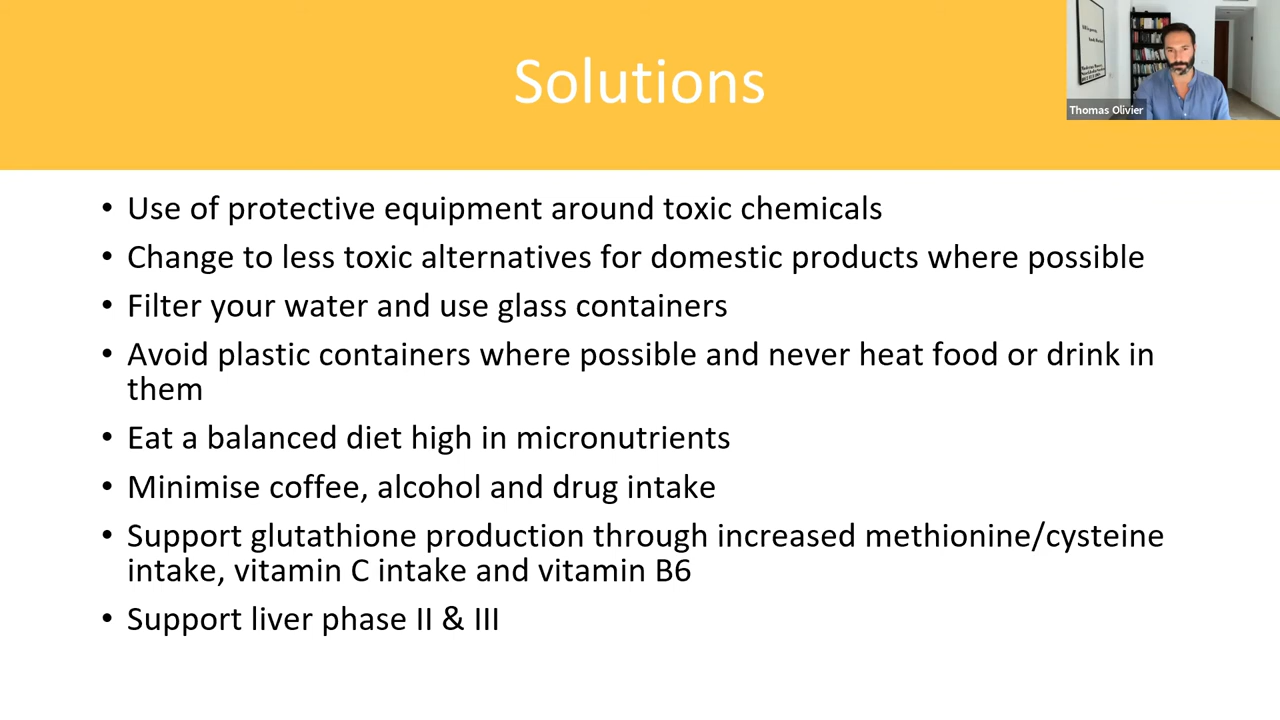 Solutions
Thomas Olivier
• Use of protective equipment around toxic chemicals
• Change to less toxic alternatives for domestic products where possible
• Filter your water and use glass containers
• Avoid plastic containers where possible and never heat food or drink in
them
• Eat a balanced diet high in micronutrients
• Minimise coffee, alcohol and drug intake
• Support glutathione production through increased methionine/cysteine
intake, vitamin C intake and vitamin B6
• Support liver phase II & III